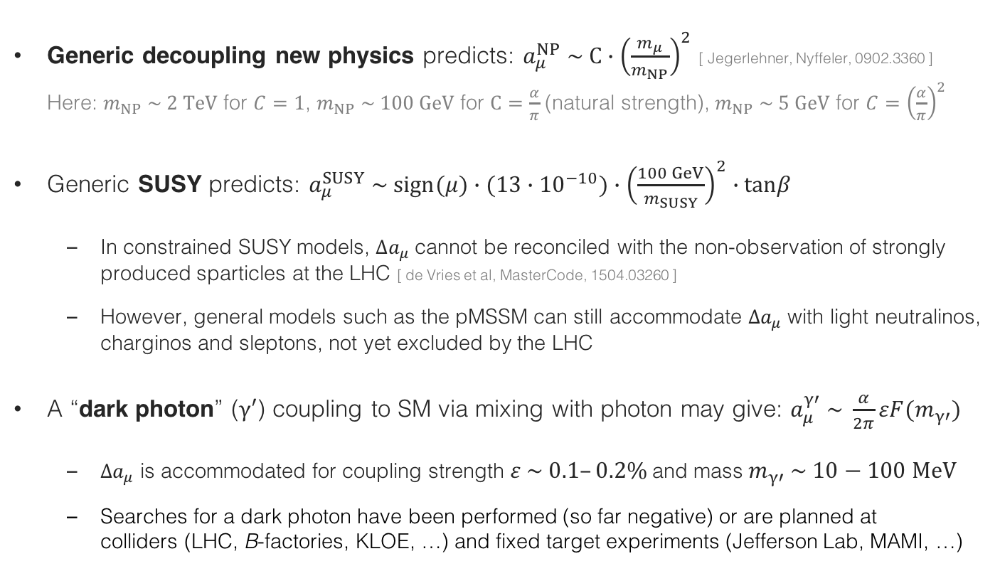 • Generic decoupling new physics predicts: $a_\mu^{\mathrm{NP}} \sim \mathrm{C} \cdot \left(\frac{m_\mu}{m_{\mathrm{NP}}}\right)^2$ [ Jegerlehner, Nyffeler, 0902.3360 ]
Here: $m_{\mathrm{NP}} \sim 2\ \mathrm{TeV}$ for $C = 1$, $m_{\mathrm{NP}} \sim 100\ \mathrm{GeV}$ for $\mathrm{C} = \frac{\alpha}{\pi}$ (natural strength), $m_{\mathrm{NP}} \sim 5\ \mathrm{GeV}$ for $C = \left(\frac{\alpha}{\pi}\right)^2$
• Generic SUSY predicts: $a_\mu^{\mathrm{SUSY}} \sim \mathrm{sign}(\mu) \cdot (13 \cdot 10^{-10}) \cdot \left(\frac{100\ \mathrm{GeV}}{m_{\mathrm{SUSY}}}\right)^2 \cdot \tan\beta$
– In constrained SUSY models, $\Delta a_\mu$ cannot be reconciled with the non-observation of strongly
produced sparticles at the LHC [ de Vries et al, MasterCode, 1504.03260 ]
– However, general models such as the pMSSM can still accommodate $\Delta a_\mu$ with light neutralinos,
charginos and sleptons, not yet excluded by the LHC
• A “dark photon” (γ′) coupling to SM via mixing with photon may give: $a_\mu^{\gamma'} \sim \frac{\alpha}{2\pi} \varepsilon F(m_{\gamma'})$
– $\Delta a_\mu$ is accommodated for coupling strength $\varepsilon \sim 0.1–0.2\%$ and mass $m_{\gamma'} \sim 10 - 100\ \mathrm{MeV}$
– Searches for a dark photon have been performed (so far negative) or are planned at
colliders (LHC, B-factories, KLOE, …) and fixed target experiments (Jefferson Lab, MAMI, …)